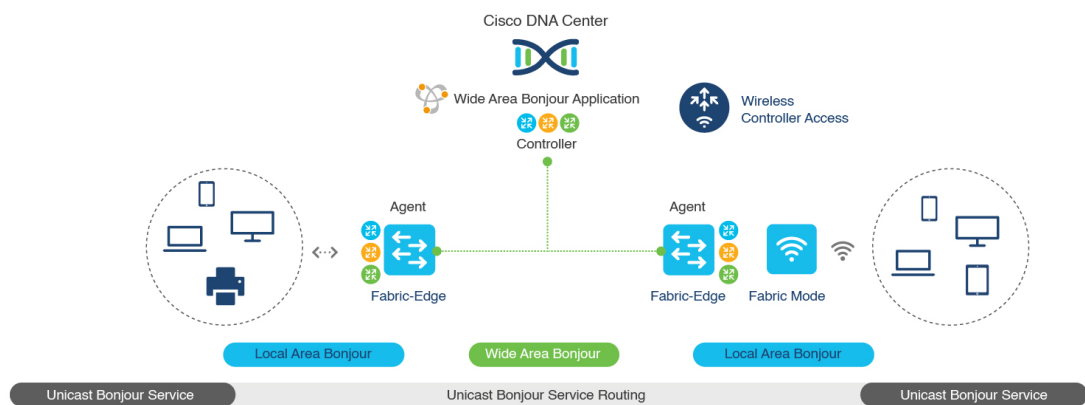 Cisco DNA Center
Wide Area Bonjour Application
Controller
Wireless
Controller Access
Agent
Agent
Fabric-Edge
Fabric-Edge
Fabric Mode
Local Area Bonjour
Wide Area Bonjour
Local Area Bonjour
Unicast Bonjour Service
Unicast Bonjour Service Routing
Unicast Bonjour Service